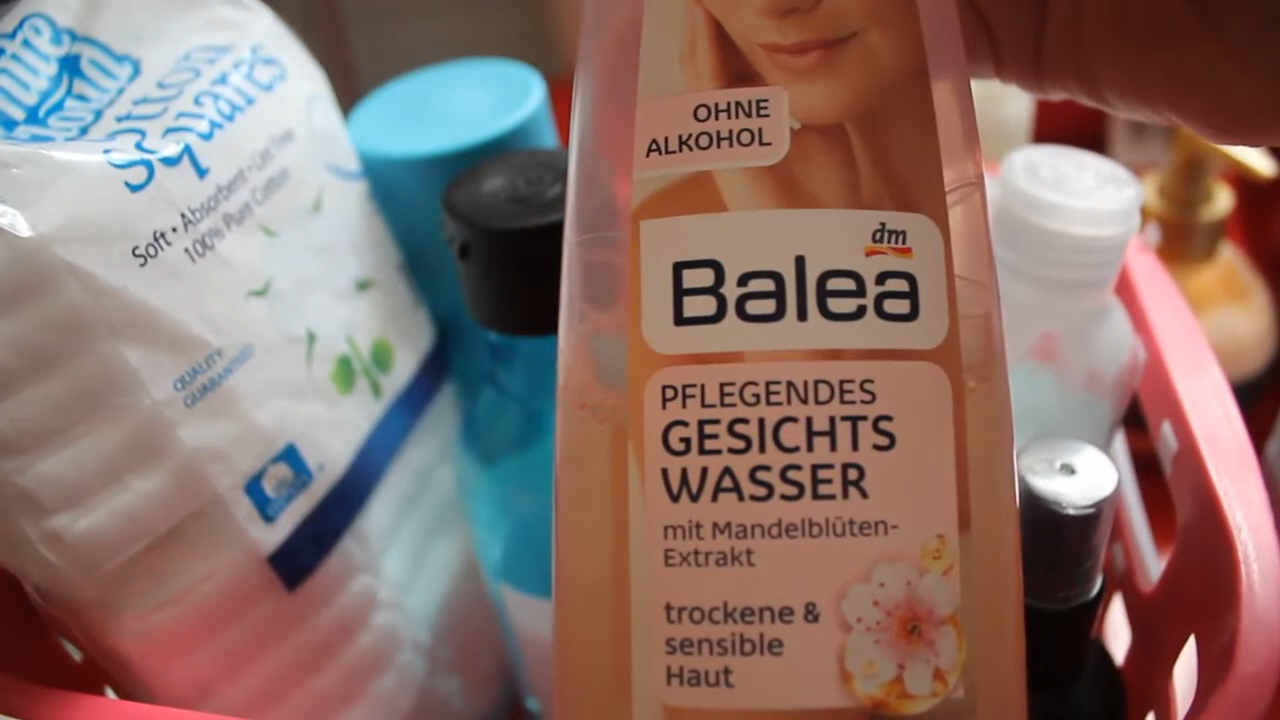 Cotton
Squares
Soft • Absorbent • Lint Free
100% Pure Cotton
QUALITY
GUARANTEED
OHNE
ALKOHOL
dm
Balea
PFLEGENDES
GESICHTS
WASSER
mit Mandelblüten-
Extrakt
trockene &
sensible
Haut